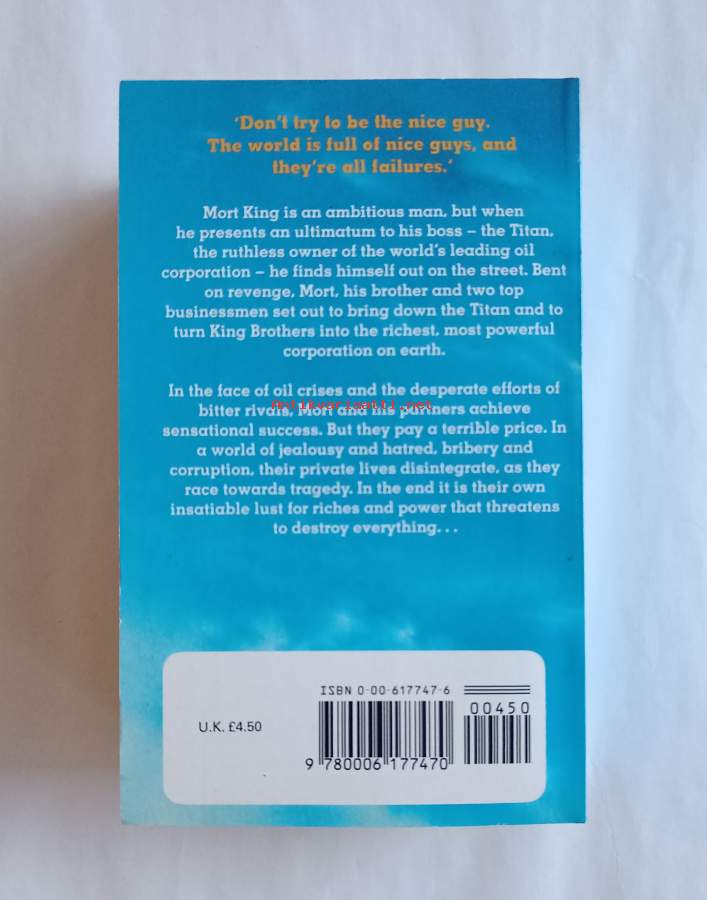 'Don't try to be the nice guy.
The world is full of nice guys, and
they're all failures.'
Mort King is an ambitious man, but when
he presents an ultimatum to his boss – the Titan,
the ruthless owner of the world's leading oil
corporation – he finds himself out on the street. Bent
on revenge, Mort, his brother and two top
businessmen set out to bring down the Titan and to
turn King Brothers into the richest, most powerful
corporation on earth.
In the face of oil crises and the desperate efforts of
Antikvariaatti.net
bitter rivals, Mort and his partners achieve
sensational success. But they pay a terrible price. In
a world of jealousy and hatred, bribery and
corruption, their private lives disintegrate, as they
race towards tragedy. In the end it is their own
insatiable lust for riches and power that threatens
to destroy everything...
ISBN 0-00-617747-6
00450
U.K. £4.50
9 780006 177470